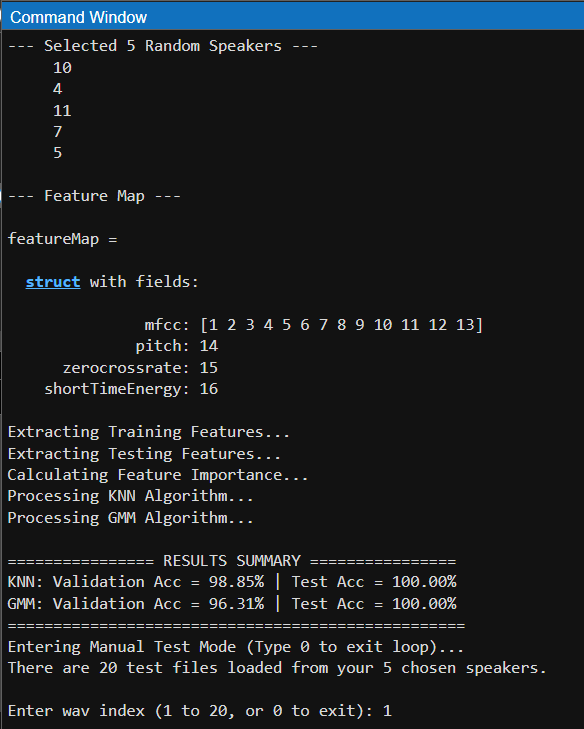 Command Window
--- Selected 5 Random Speakers ---
10
4
11
7
5
--- Feature Map ---
featureMap =
struct with fields:
mfcc: [1 2 3 4 5 6 7 8 9 10 11 12 13]
pitch: 14
zerocrossrate: 15
shortTimeEnergy: 16
Extracting Training Features...
Extracting Testing Features...
Calculating Feature Importance...
Processing KNN Algorithm...
Processing GMM Algorithm...
================ RESULTS SUMMARY ================
KNN: Validation Acc = 98.85% | Test Acc = 100.00%
GMM: Validation Acc = 96.31% | Test Acc = 100.00%
==================================================
Entering Manual Test Mode (Type 0 to exit loop)...
There are 20 test files loaded from your 5 chosen speakers.
Enter wav index (1 to 20, or 0 to exit): 1